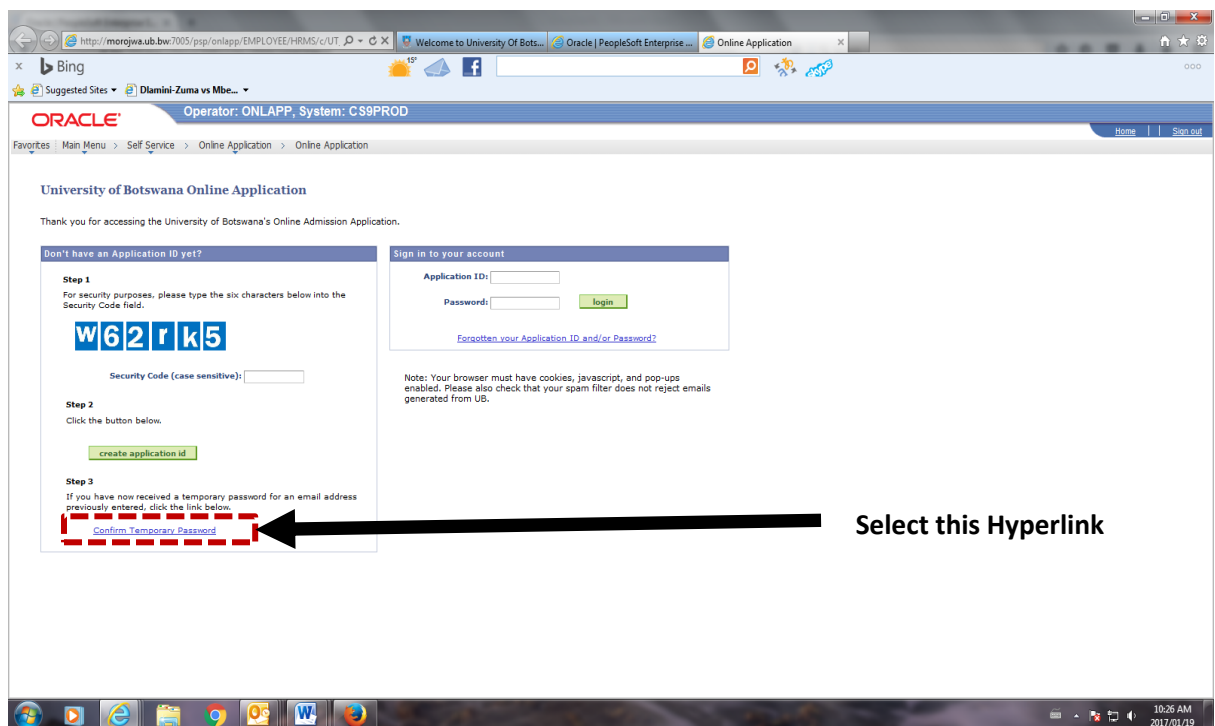 http://morojwa.ub.bw:7005/psp/onlapp/EMPLOYEE/HRMS/c/UT
Welcome to University Of Bots...
Oracle | PeopleSoft Enterprise ...
Online Application
Bing
15°
Suggested Sites
Dlamini-Zuma vs Mbe...
ORACLE
Operator: ONLAPP, System: CS9PROD
Home
Sign out
Favorites
Main Menu > Self Service > Online Application > Online Application
University of Botswana Online Application
Thank you for accessing the University of Botswana's Online Admission Application.
Don't have an Application ID yet?
Step 1
For security purposes, please type the six characters below into the
Security Code field.
w62rk5
Security Code (case sensitive):
Step 2
Click the button below.
create application id
Step 3
If you have now received a temporary password for an email address
previously entered, click the link below.
Confirm Temporary Password
Sign in to your account
Application ID:
Password:
login
Forgotten your Application ID and/or Password?
Note: Your browser must have cookies, javascript, and pop-ups
enabled. Please also check that your spam filter does not reject emails
generated from UB.
Select this Hyperlink
10:26 AM
2017/01/19